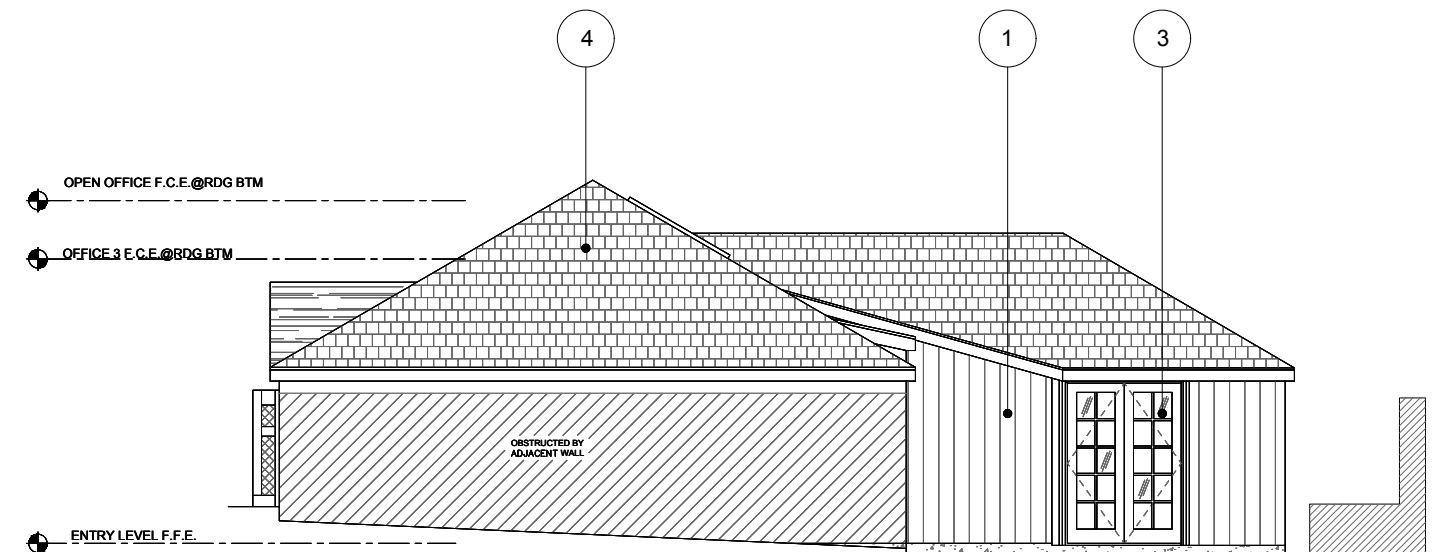 4
1
3
OPEN OFFICE F.C.E.@RDG BTM
OFFICE 3 F.C.E.@RDG BTM
OBSTRUCTED BY
ADJACENT WALL
ENTRY LEVEL F.F.E.